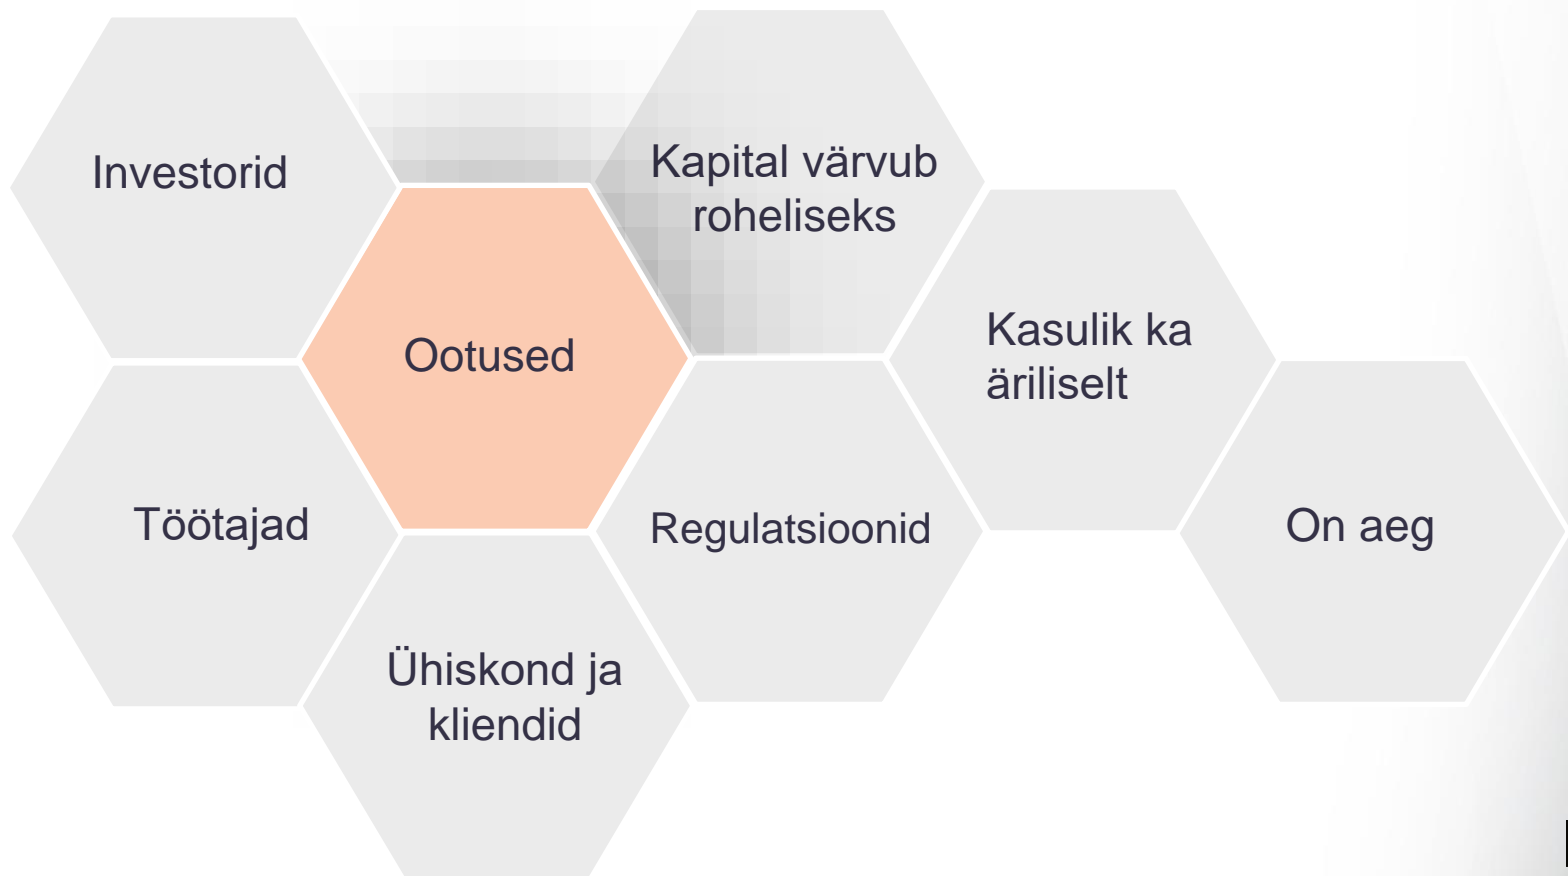 Investorid
Kapital värvub
roheliseks
Ootused
Kasulik ka
äriliselt
Töötajad
Regulatsioonid
On aeg
Ühiskond ja
kliendid